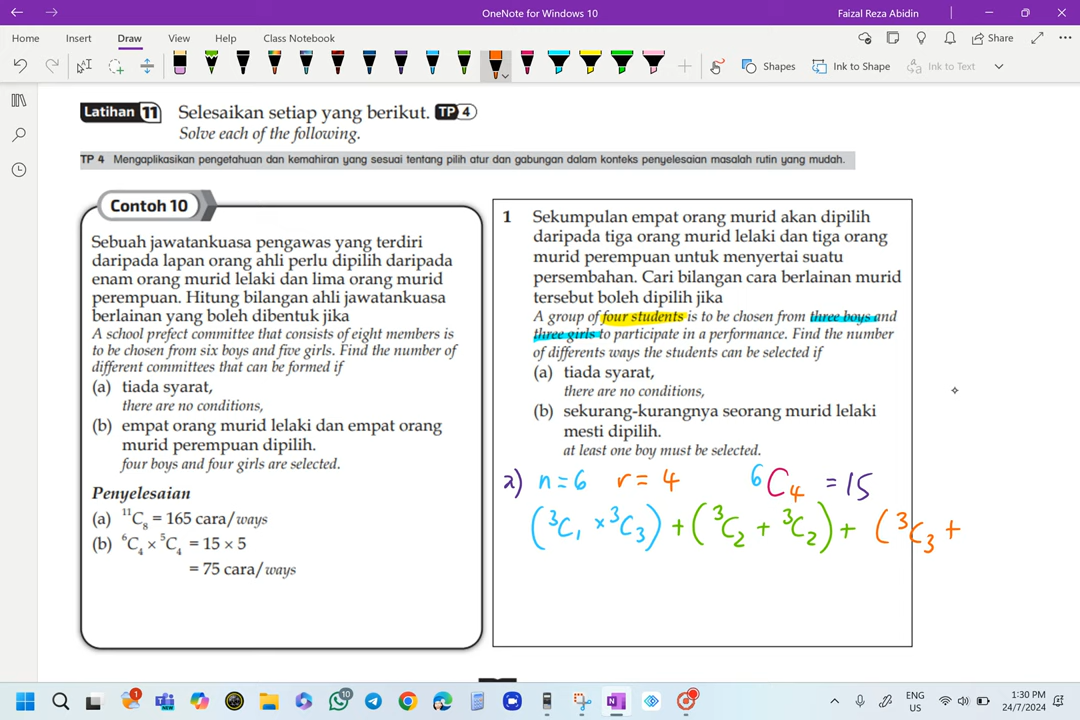 OneNote for Windows 10
Faizal Reza Abidin
Home Insert Draw View Help Class Notebook
Share
Shapes Ink to Shape Ink to Text
Latihan 11 Selesaikan setiap yang berikut. TP 4
Solve each of the following.
TP 4 Mengaplikasikan pengetahuan dan kemahiran yang sesuai tentang pilih atur dan gabungan dalam konteks penyelesaian masalah rutin yang mudah.
Contoh 10
Sebuah jawatankuasa pengawas yang terdiri
daripada lapan orang ahli perlu dipilih daripada
enam orang murid lelaki dan lima orang murid
perempuan. Hitung bilangan ahli jawatankuasa
berlainan yang boleh dibentuk jika
A school prefect committee that consists of eight members is
to be chosen from six boys and five girls. Find the number of
different committees that can be formed if
(a) tiada syarat,
there are no conditions,
(b) empat orang murid lelaki dan empat orang
murid perempuan dipilih.
four boys and four girls are selected.
Penyelesaian
(a) ¹¹C₈ = 165 cara/ways
(b) ⁶C₄ × ⁵C₄ = 15 × 5
= 75 cara/ways
1 Sekumpulan empat orang murid akan dipilih
daripada tiga orang murid lelaki dan tiga orang
murid perempuan untuk menyertai suatu
persembahan. Cari bilangan cara berlainan murid
tersebut boleh dipilih jika
A group of four students is to be chosen from three boys and
three girls to participate in a performance. Find the number
of differents ways the students can be selected if
(a) tiada syarat,
there are no conditions,
(b) sekurang-kurangnya seorang murid lelaki
mesti dipilih.
at least one boy must be selected.
a) n = 6 r = 4 ⁶C₄ = 15
(³C₁ × ³C₃) + (³C₂ + ³C₂) + (³C₃ +
1
10
ENG
US
1:30 PM
24/7/2024